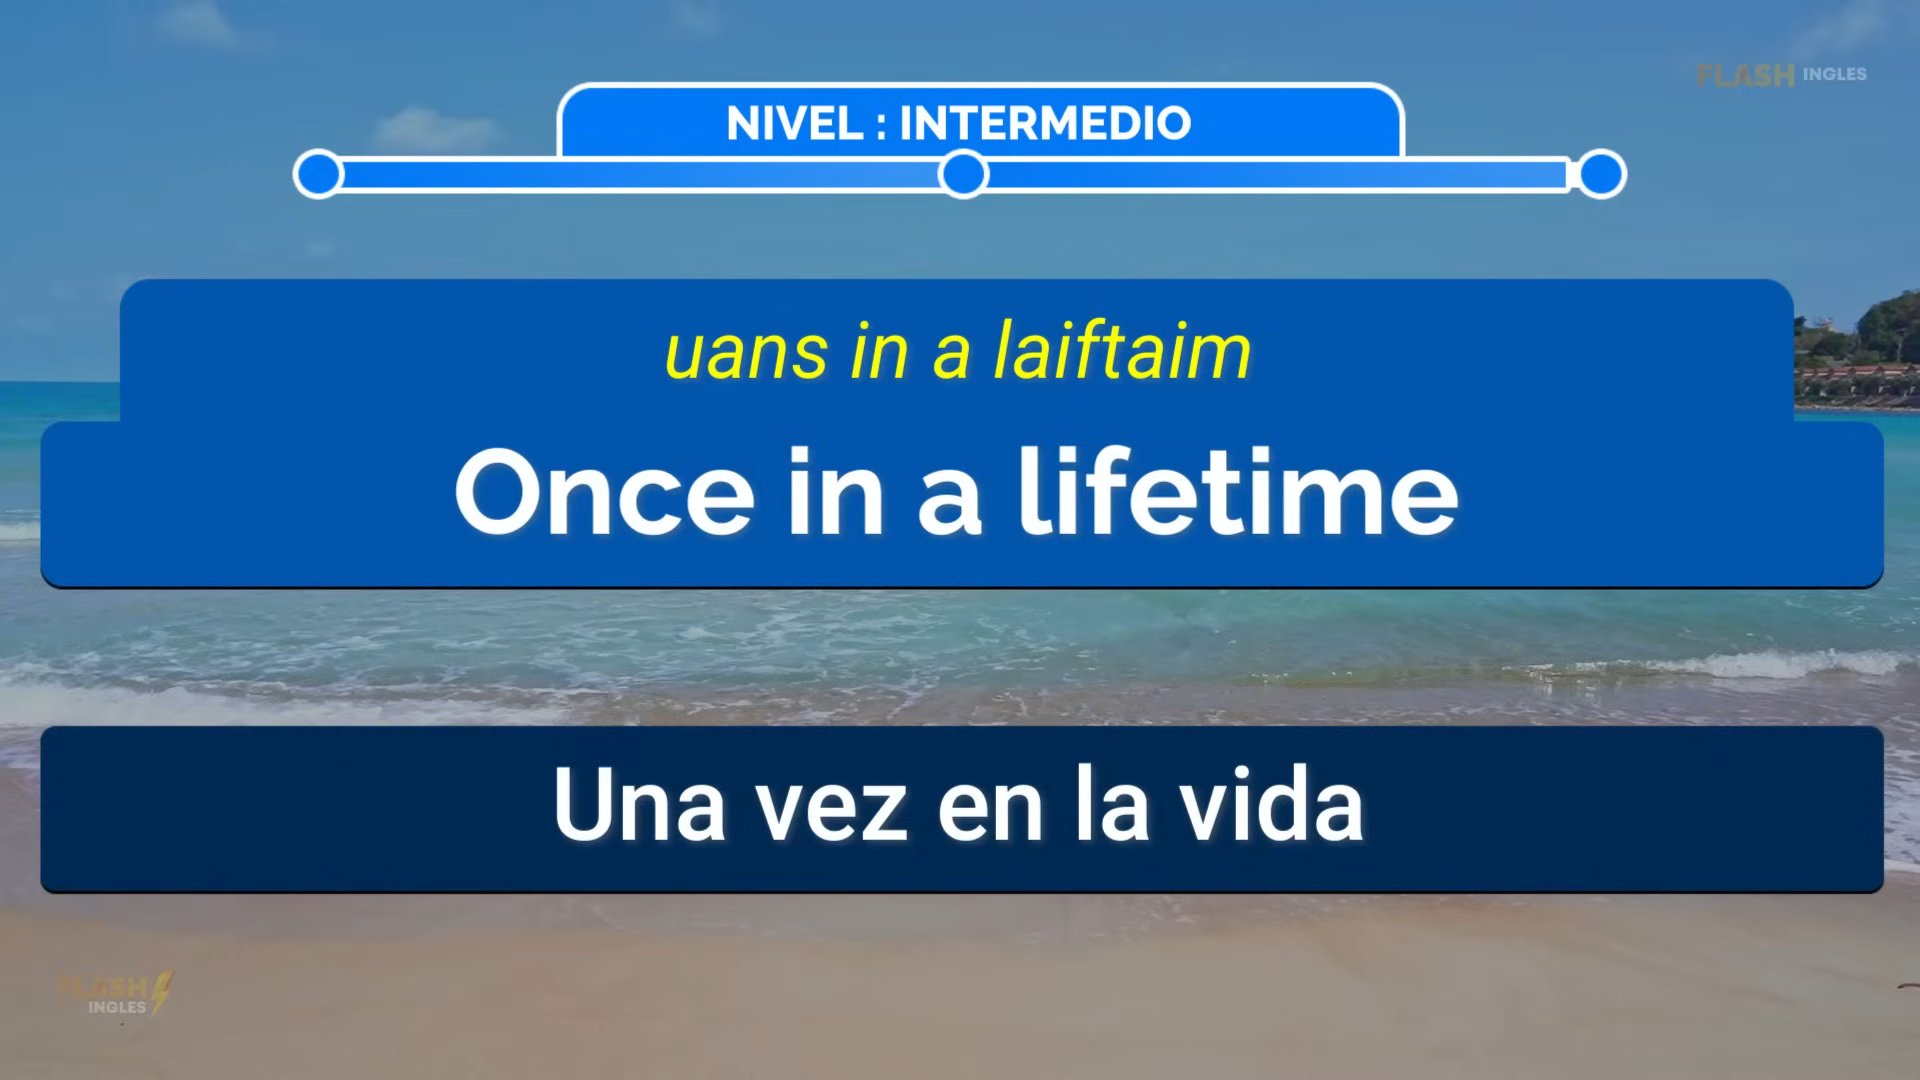 FLASH INGLES
NIVEL : INTERMEDIO
uans in a laiftaim
Once in a lifetime
Una vez en la vida
FLASH
INGLES